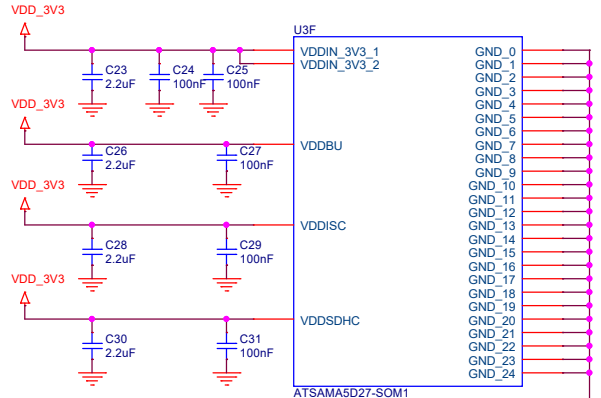 VDD_3V3
U3F
VDDIN_3V3_1 GND_0
VDDIN_3V3_2 GND_1
C23 C24 C25 GND_2
2.2uF 100nF 100nF GND_3
GND_4
VDD_3V3 GND_5
GND_6
VDDBU GND_7
C26 C27 GND_8
2.2uF 100nF GND_9
VDD_3V3 GND_10
GND_11
GND_12
VDDISC GND_13
GND_14
C28 C29 GND_15
2.2uF 100nF GND_16
VDD_3V3 GND_17
GND_18
GND_19
VDDSDHC GND_20
GND_21
C30 C31 GND_22
2.2uF 100nF GND_23
GND_24
ATSAMA5D27-SOM1